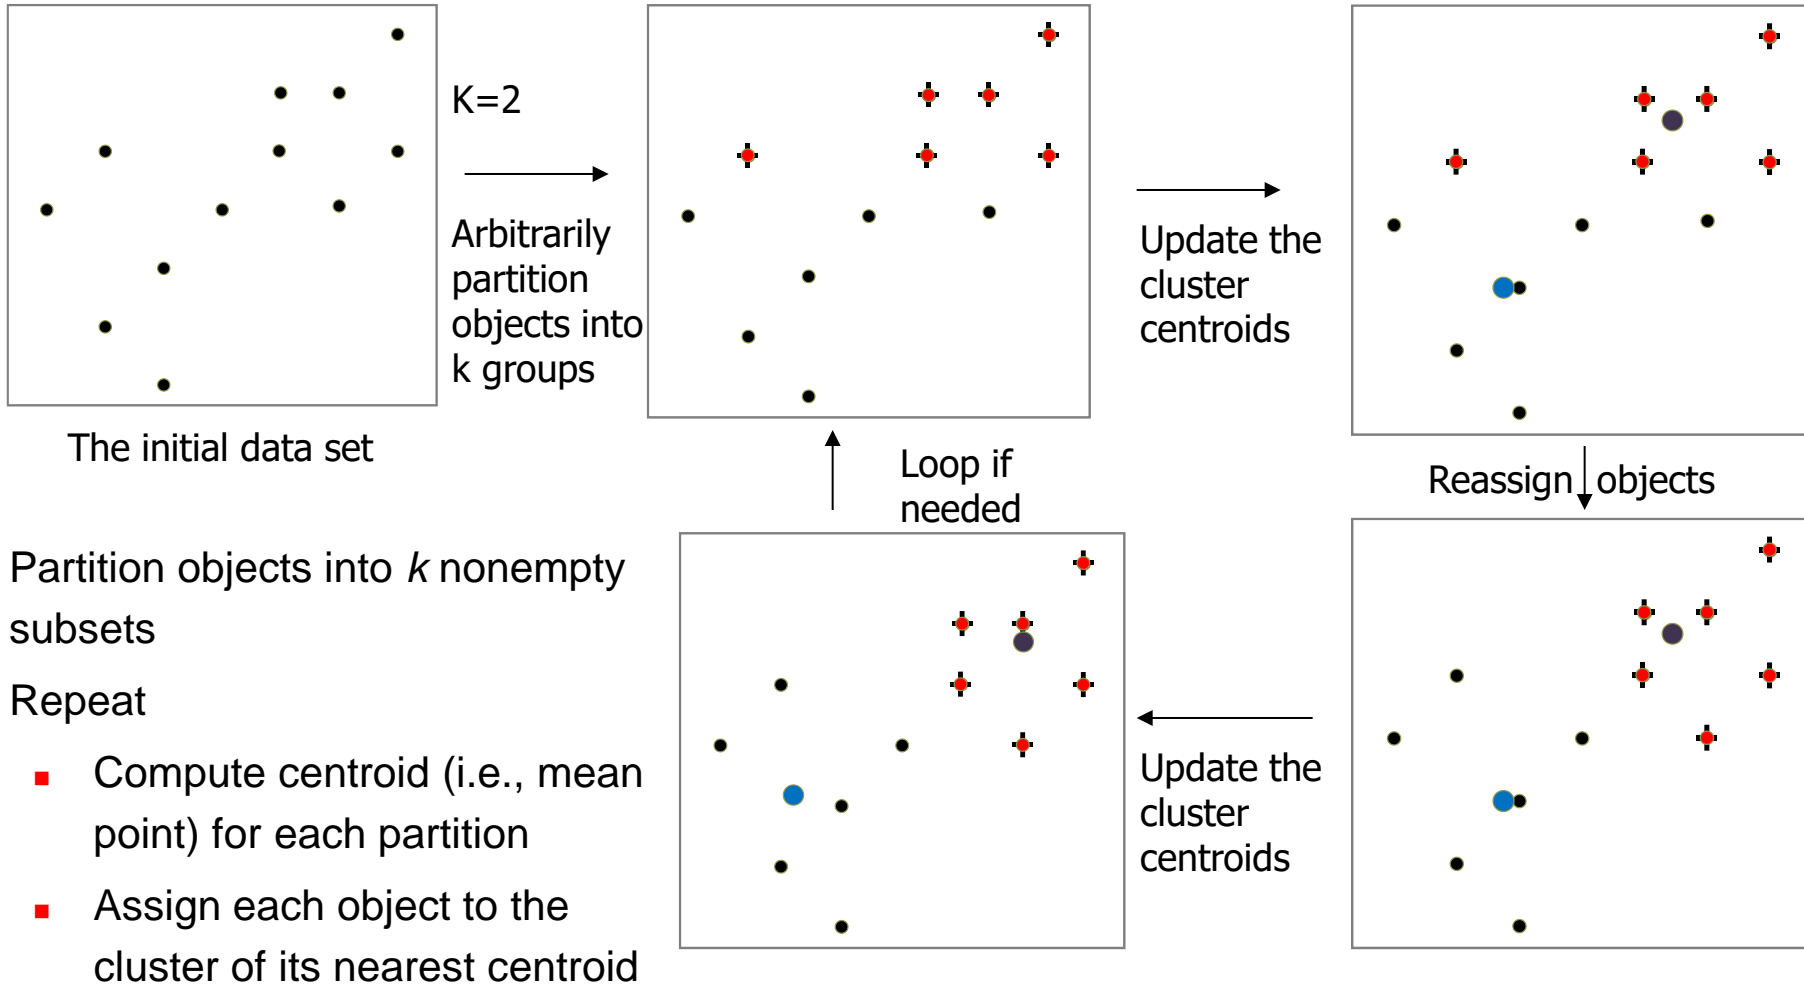 K=2
Arbitrarily
partition
objects into
k groups
Update the
cluster
centroids
The initial data set
Loop if
needed
Reassign objects
Update the
cluster
centroids
Partition objects into k nonempty
subsets
Repeat
Compute centroid (i.e., mean
point) for each partition
Assign each object to the
cluster of its nearest centroid